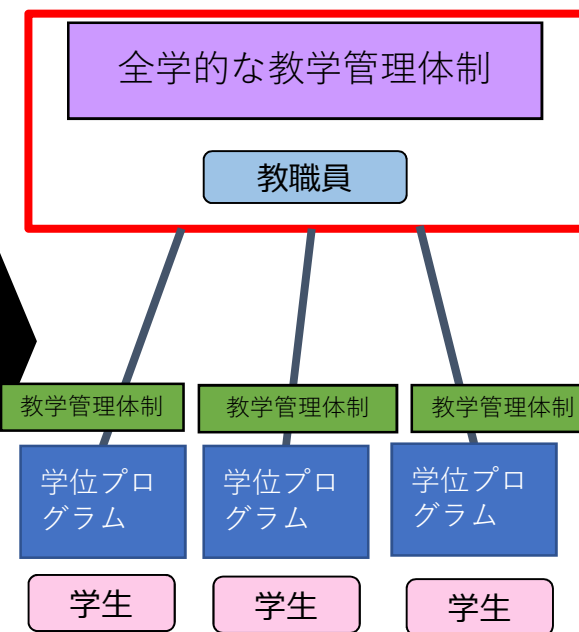 全学的な教学管理体制
教職員
教学管理体制
教学管理体制
教学管理体制
学位プロ
グラム
学位プロ
グラム
学位プロ
グラム
学生
学生
学生